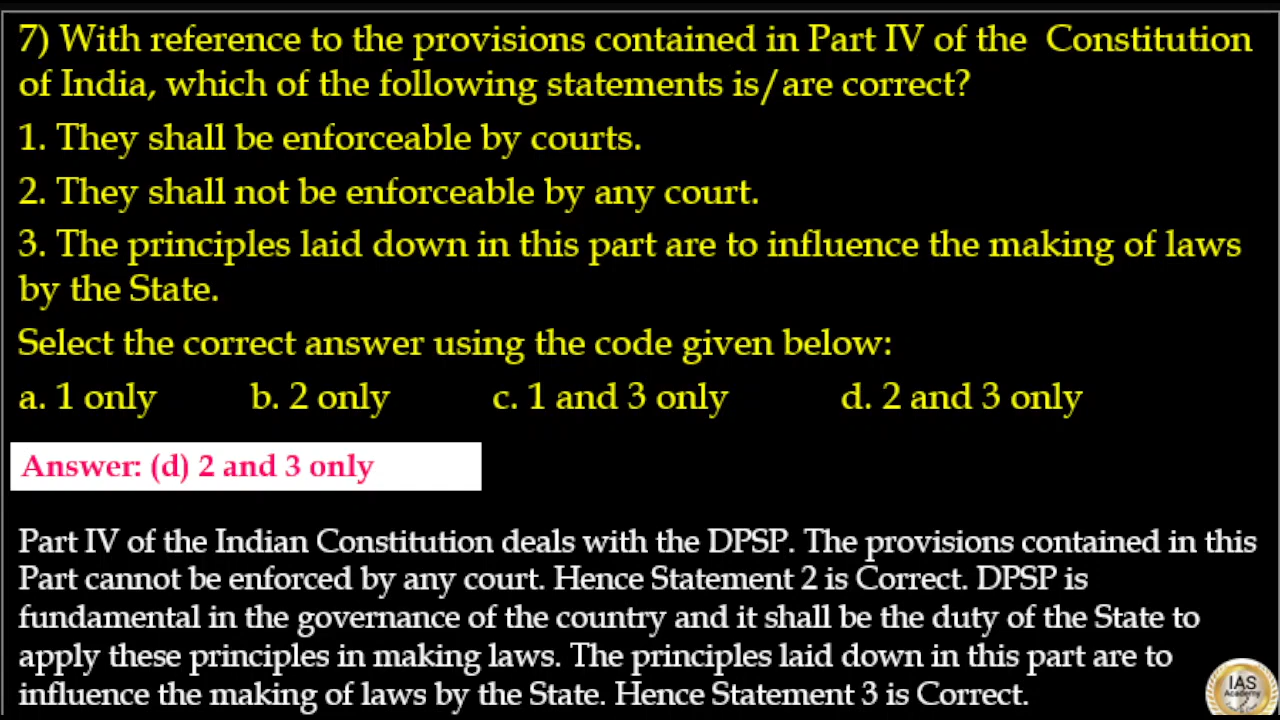 7) With reference to the provisions contained in Part IV of the Constitution
of India, which of the following statements is/are correct?
1. They shall be enforceable by courts.
2. They shall not be enforceable by any court.
3. The principles laid down in this part are to influence the making of laws
by the State.
Select the correct answer using the code given below:
a. 1 only b. 2 only c. 1 and 3 only d. 2 and 3 only
Answer: (d) 2 and 3 only
Part IV of the Indian Constitution deals with the DPSP. The provisions contained in this
Part cannot be enforced by any court. Hence Statement 2 is Correct. DPSP is
fundamental in the governance of the country and it shall be the duty of the State to
apply these principles in making laws. The principles laid down in this part are to
influence the making of laws by the State. Hence Statement 3 is Correct.
IAS
Academy